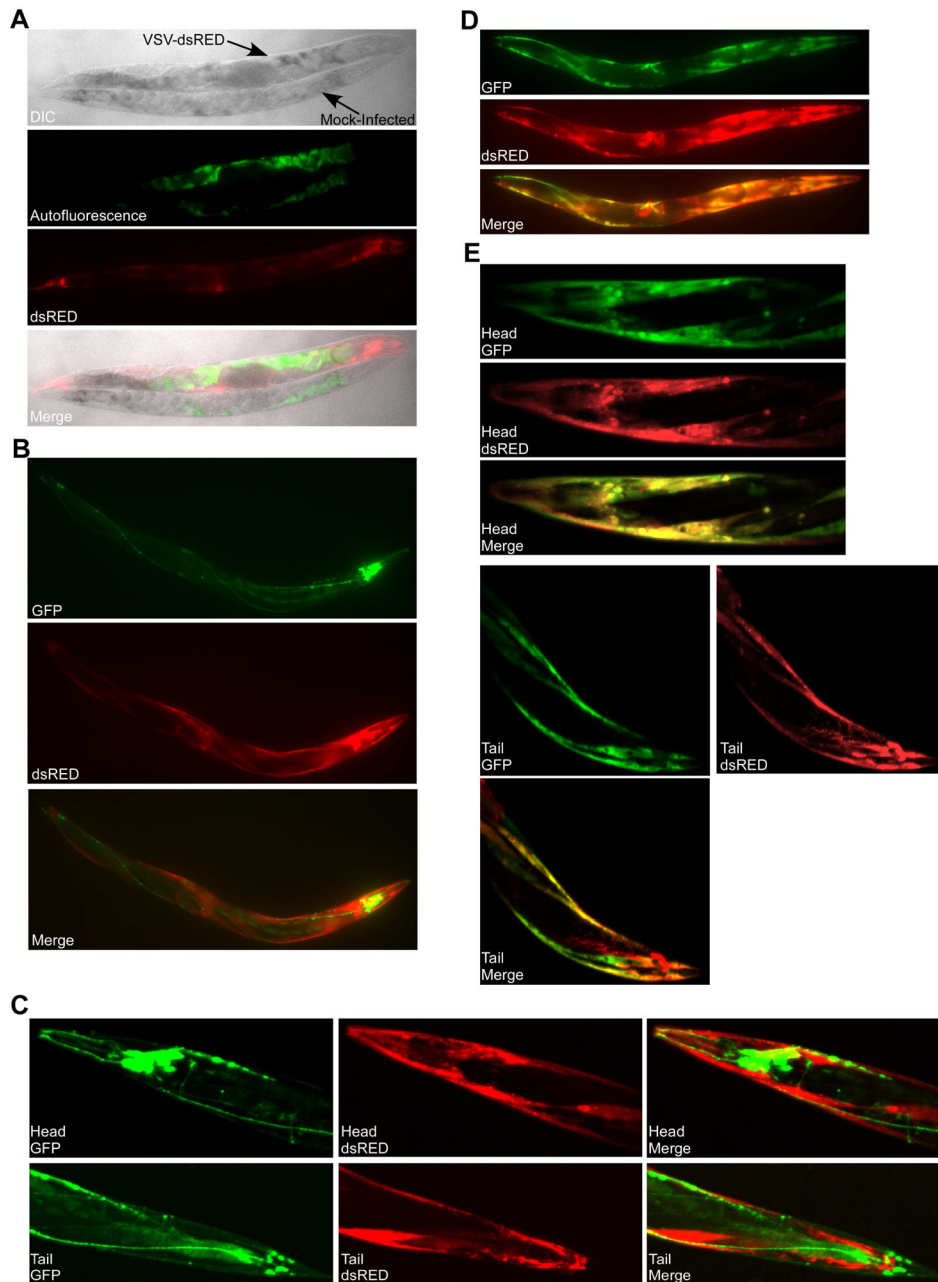 A
VSV-dsRED
Mock-Infected
DIC
Autofluorescence
dsRED
Merge
B
GFP
dsRED
Merge
C
Head
GFP
Head
dsRED
Head
Merge
Tail
GFP
Tail
dsRED
Tail
Merge
D
GFP
dsRED
Merge
E
Head
GFP
Head
dsRED
Head
Merge
Tail
GFP
Tail
dsRED
Tail
Merge